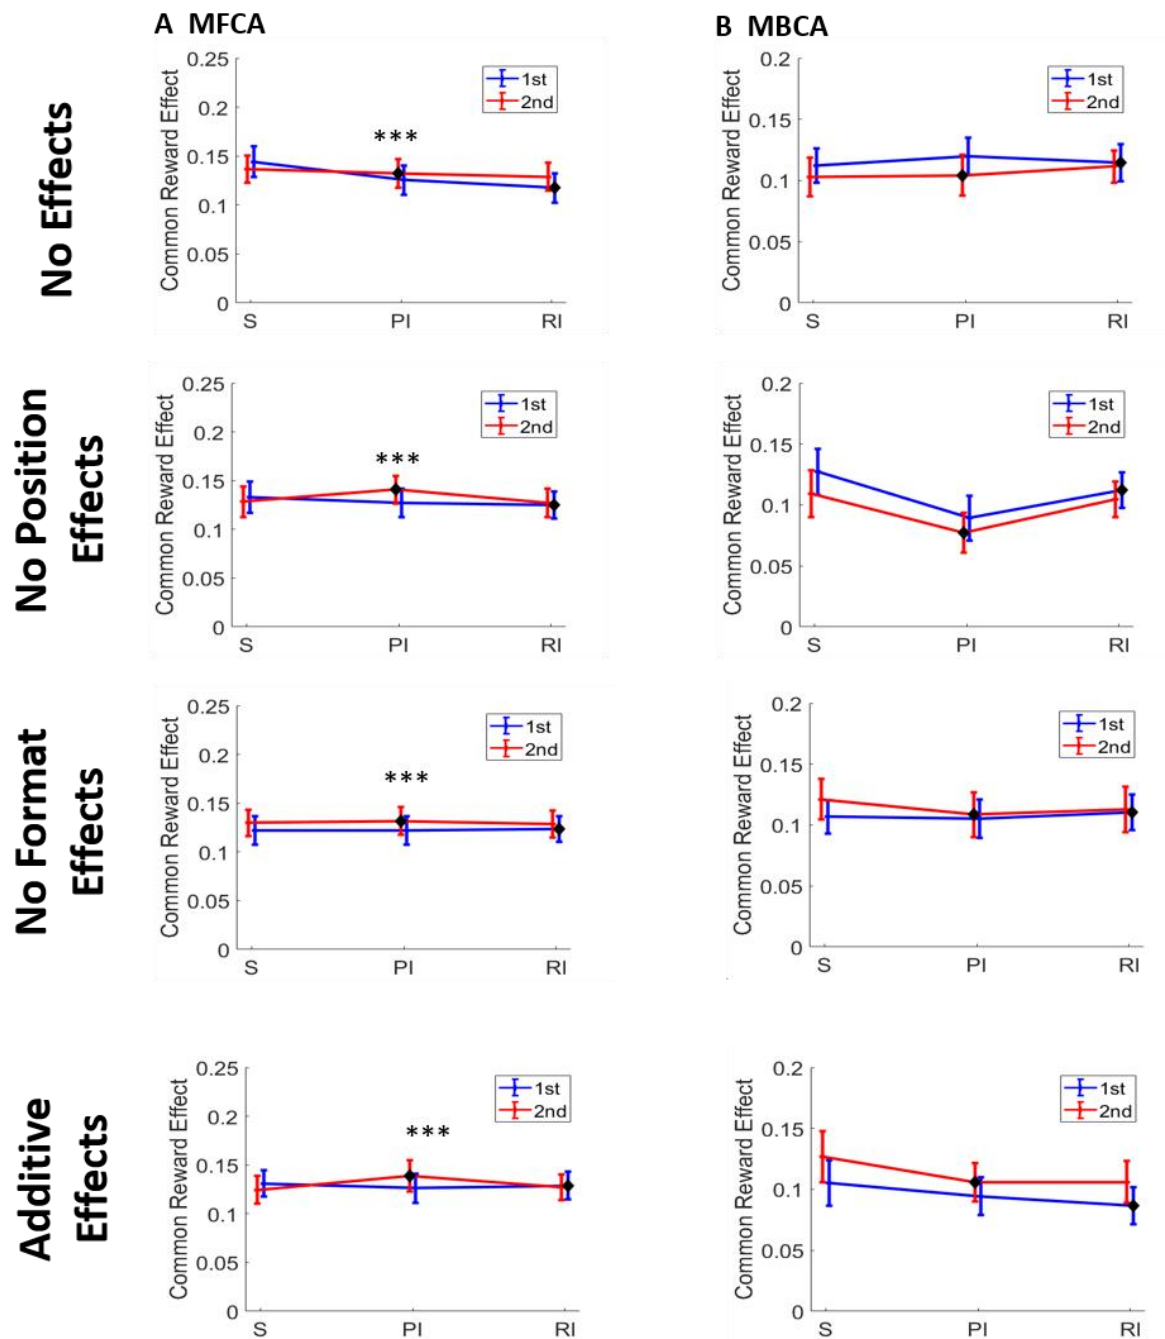 A MFCA
B MBCA
No Effects
Common Reward Effect
0.25
0.2
0.15
0.1
0.05
0
S
PI
RI
1st
2nd
***
Common Reward Effect
0.2
0.15
0.1
0.05
0
S
PI
RI
1st
2nd
No Position
Effects
Common Reward Effect
0.25
0.2
0.15
0.1
0.05
0
S
PI
RI
1st
2nd
***
Common Reward Effect
0.2
0.15
0.1
0.05
0
S
PI
RI
1st
2nd
No Format
Effects
Common Reward Effect
0.25
0.2
0.15
0.1
0.05
0
S
PI
RI
1st
2nd
***
Common Reward Effect
0.2
0.15
0.1
0.05
0
S
PI
RI
1st
2nd
Additive
Effects
Common Reward Effect
0.25
0.2
0.15
0.1
0.05
0
S
PI
RI
1st
2nd
***
Common Reward Effect
0.2
0.15
0.1
0.05
0
S
PI
RI
1st
2nd